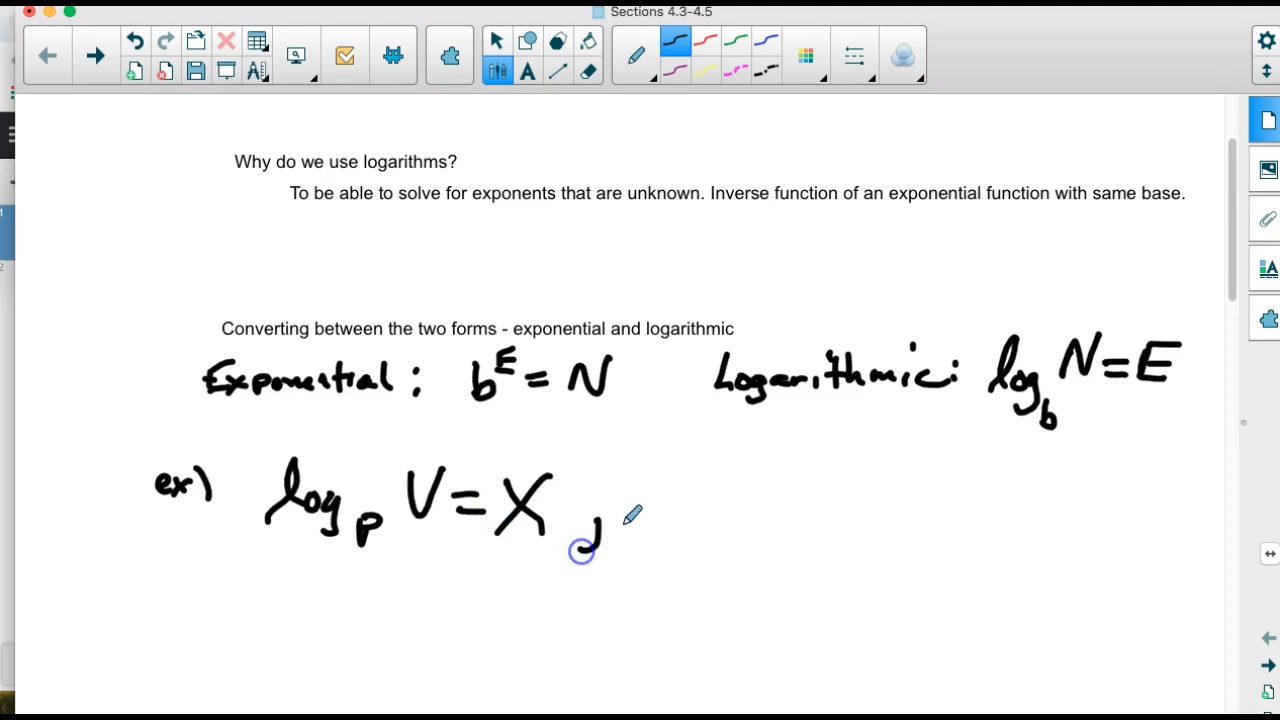 Sections 4.3-4.5
Why do we use logarithms?
To be able to solve for exponents that are unknown. Inverse function of an exponential function with same base.
Converting between the two forms - exponential and logarithmic
Exponential: b^E = N Logarithmic: log_b N = E
ex) log_p V = X ,
1
2